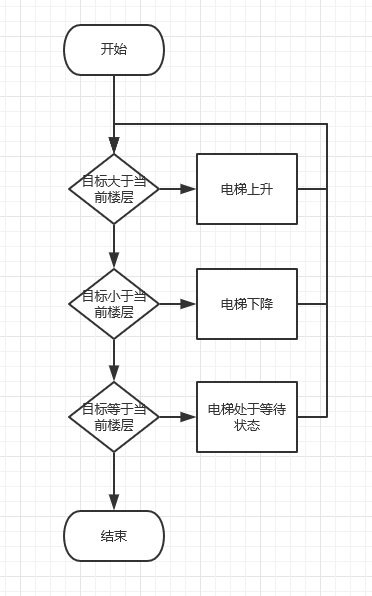 开始
目标大于当
前楼层
电梯上升
目标小于当
前楼层
电梯下降
目标等于当
前楼层
电梯处于等待
状态
结束